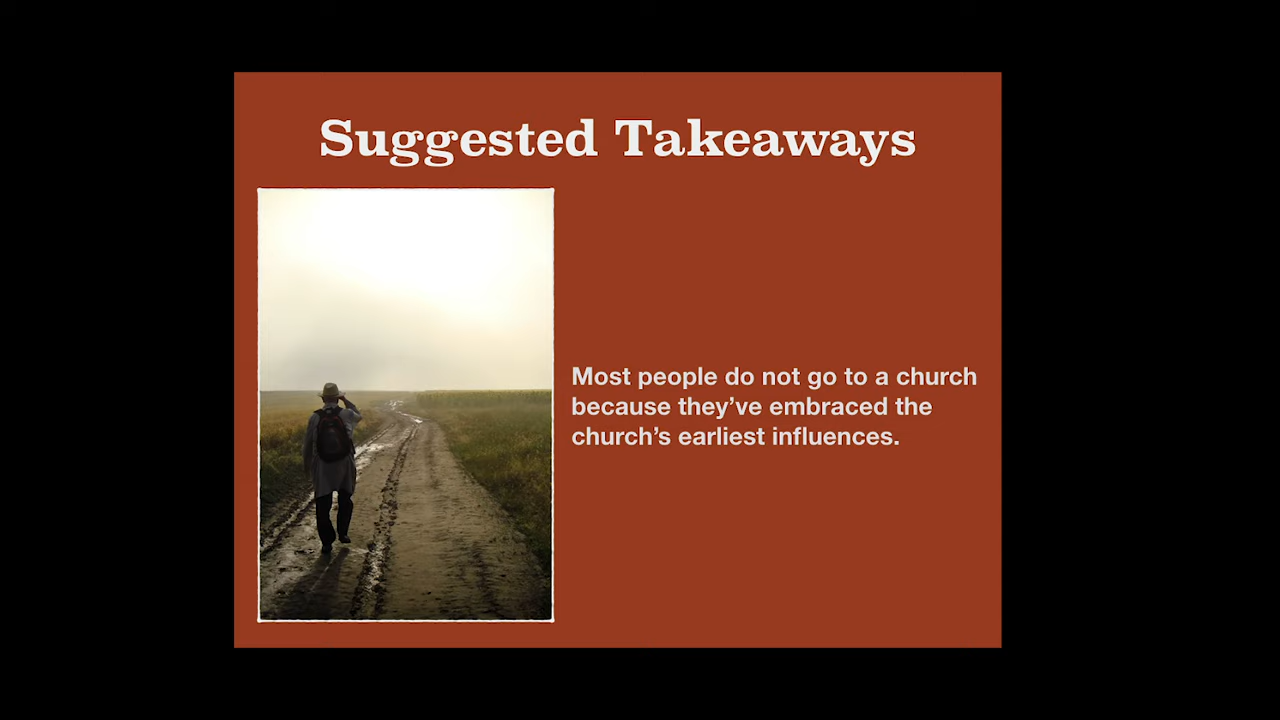 Suggested Takeaways
Most people do not go to a church
because they’ve embraced the
church’s earliest influences.